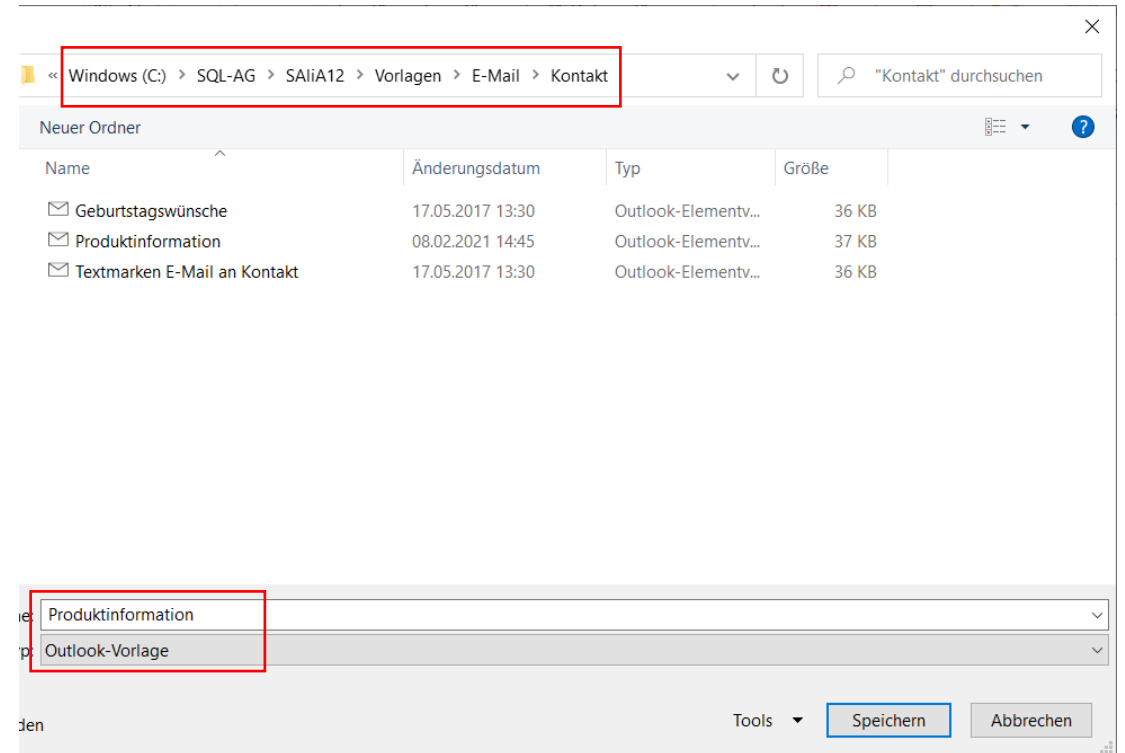 « Windows (C:) > SQL-AG > SAliA12 > Vorlagen > E-Mail > Kontakt "Kontakt" durchsuchen
Neuer Ordner ?
Name Änderungsdatum Typ Größe
Geburtstagswünsche 17.05.2017 13:30 Outlook-Elementv... 36 KB
Produktinformation 08.02.2021 14:45 Outlook-Elementv... 37 KB
Textmarken E-Mail an Kontakt 17.05.2017 13:30 Outlook-Elementv... 36 KB
Produktinformation
Outlook-Vorlage
den Tools Speichern Abbrechen